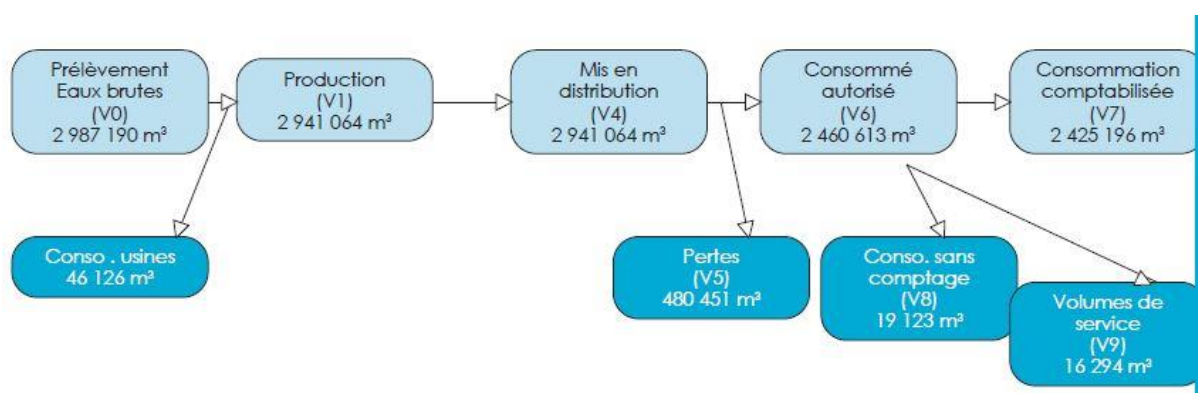 Prélèvement
Eaux brutes
(V0)
2 987 190 m³
Production
(V1)
2 941 064 m³
Mis en
distribution
(V4)
2 941 064 m³
Consommé
autorisé
(V6)
2 460 613 m³
Consommation
comptabilisée
(V7)
2 425 196 m³
Conso . usines
46 126 m³
Pertes
(V5)
480 451 m³
Conso. sans
comptage
(V8)
19 123 m³
Volumes de
service
(V9)
16 294 m³